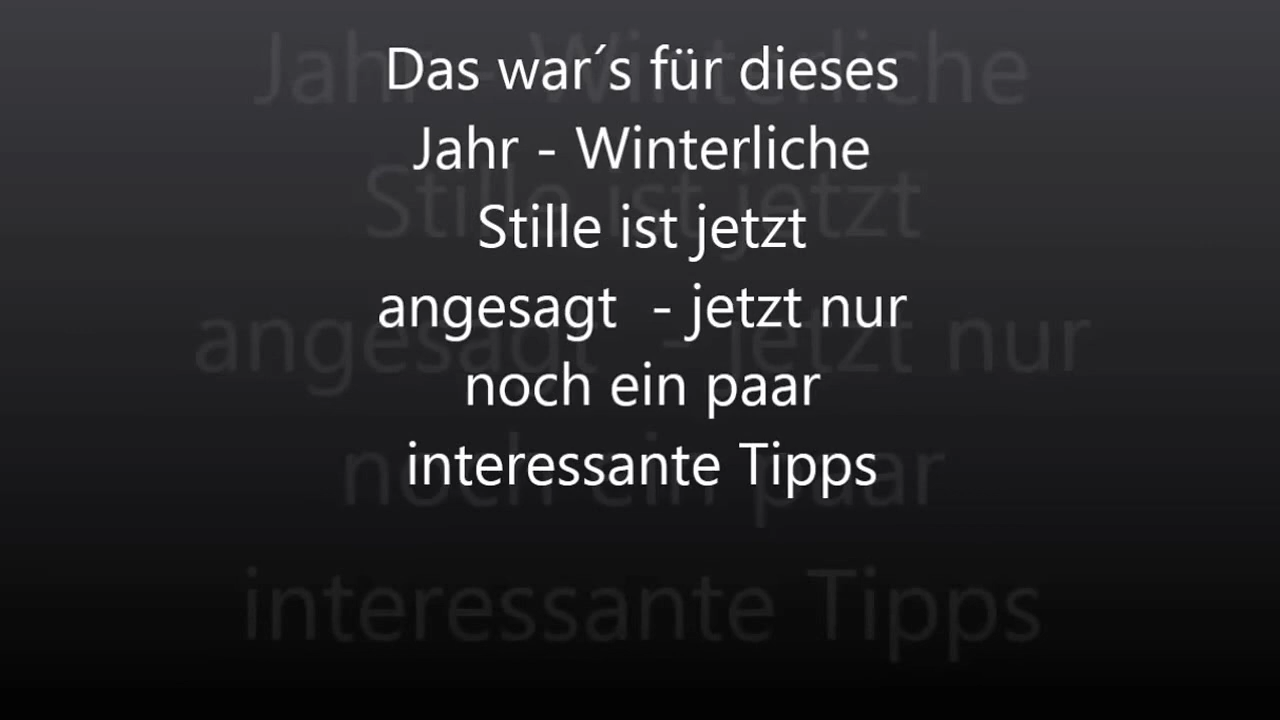 Das war´s für dieses
Jahr - Winterliche
Stille ist jetzt
angesagt  - jetzt nur
noch ein paar
interessante Tipps